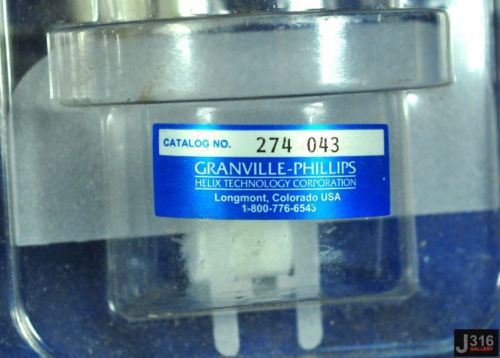 CATALOG NO. 274 043
GRANVILLE-PHILLIPS
HELIX TECHNOLOGY CORPORATION
Longmont, Colorado USA
1-800-776-6543
J316
GALLERY